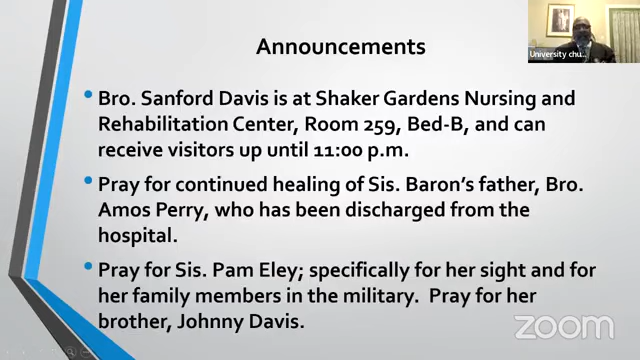 Announcements
University chu...
• Bro. Sanford Davis is at Shaker Gardens Nursing and
Rehabilitation Center, Room 259, Bed-B, and can
receive visitors up until 11:00 p.m.
• Pray for continued healing of Sis. Baron's father, Bro.
Amos Perry, who has been discharged from the
hospital.
• Pray for Sis. Pam Eley; specifically for her sight and for
her family members in the military.  Pray for her
brother, Johnny Davis.
zoom